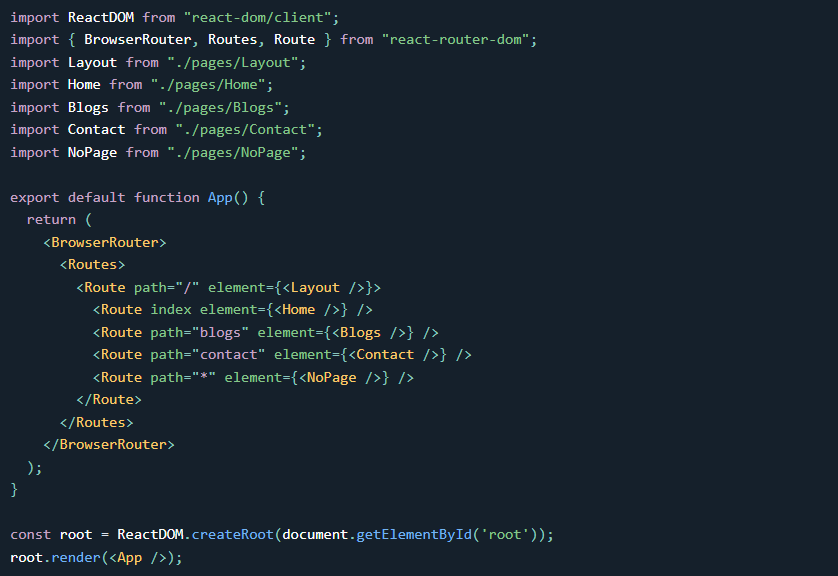 import ReactDOM from "react-dom/client";
import { BrowserRouter, Routes, Route } from "react-router-dom";
import Layout from "./pages/Layout";
import Home from "./pages/Home";
import Blogs from "./pages/Blogs";
import Contact from "./pages/Contact";
import NoPage from "./pages/NoPage";

export default function App() {
  return (
    <BrowserRouter>
      <Routes>
        <Route path="/" element={<Layout />}>
          <Route index element={<Home />} />
          <Route path="blogs" element={<Blogs />} />
          <Route path="contact" element={<Contact />} />
          <Route path="*" element={<NoPage />} />
        </Route>
      </Routes>
    </BrowserRouter>
  );
}

const root = ReactDOM.createRoot(document.getElementById('root'));
root.render(<App />);